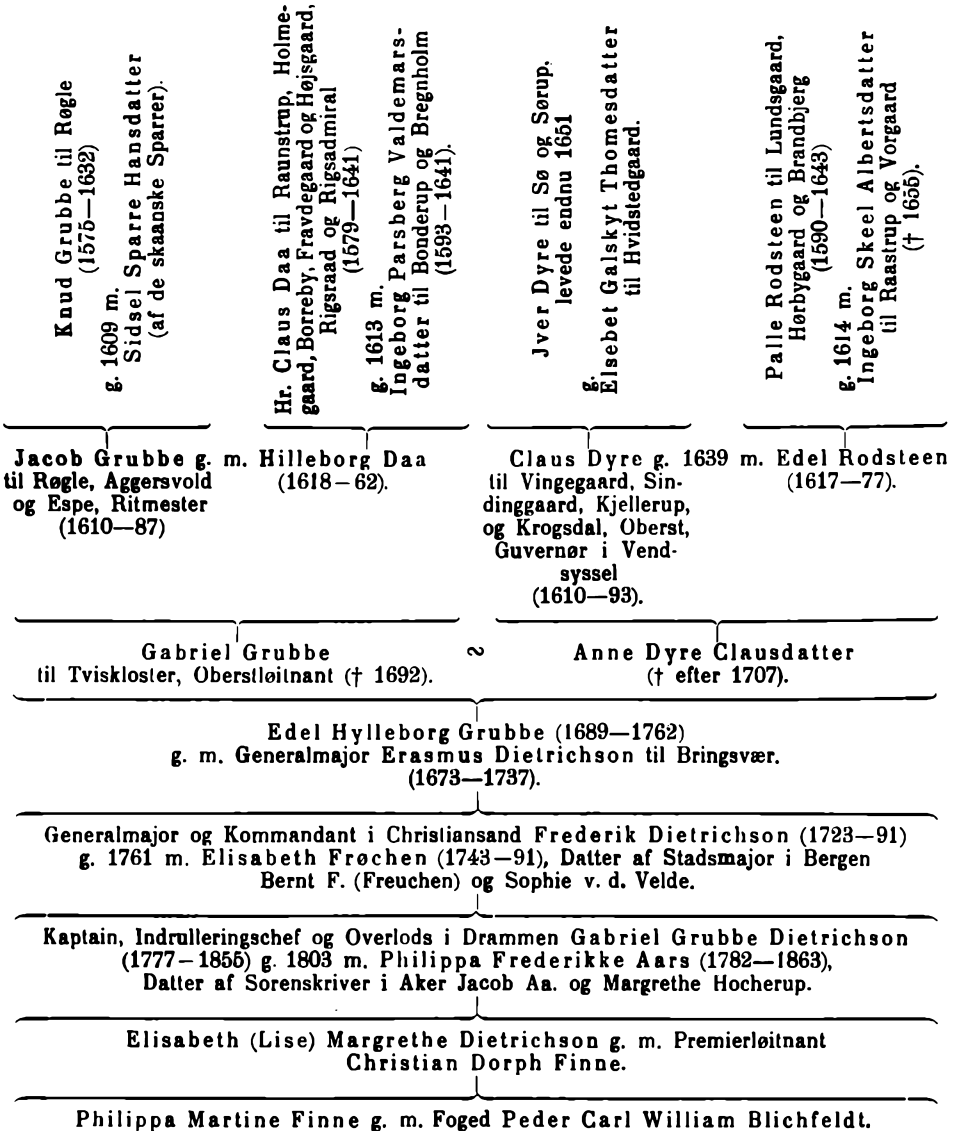 Knud Grubbe til Røgle
(1575—1632)
g. 1609 m.
Sidsel Sparre Hansdatter
(af de skaanske Sparrer).
Hr. Claus Daa til Raunstrup, Holme-
gaard, Borreby, Fravdegaard og Højsgaard,
Rigsraad og Rigsadmiral
(1579—1641)
g. 1613 m.
Ingeborg Parsberg Valdemars-
datter til Bonderup og Bregnholm
(1593—1641).
Jver Dyre til Sø og Sørup,
levede endnu 1651
g.
Elsebet Galskyt Thomesdatter
til Hvidstedgaard.
Palle Rodsteen til Lundsgaard,
Hørbygaard og Brandbjerg
(1590—1643)
g. 1614 m.
Ingeborg Skeel Albertsdatter
til Raastrup og Vorgaard
(† 1655).
Jacob Grubbe g. m. Hilleborg Daa
til Røgle, Aggersvold
og Espe, Ritmester
(1610—87)
(1618–62).
Claus Dyre g. 1639 m. Edel Rodsteen
til Vingegaard, Sin-
dinggaard, Kjellerup,
og Krogsdal, Oberst,
Guvernør i Vend-
syssel
(1610—93).
(1617—77).
Gabriel Grubbe
til Tviskloster, Oberstløitnant († 1692).
~
Anne Dyre Clausdatter
(† efter 1707).
Edel Hylleborg Grubbe (1689—1762)
g. m. Generalmajor Erasmus Dietrichson til Bringsvær.
(1673—1737).
Generalmajor og Kommandant i Christiansand Frederik Dietrichson (1723—91)
g. 1761 m. Elisabeth Frøchen (1743—91), Datter af Stadsmajor i Bergen
Bernt F. (Freuchen) og Sophie v. d. Velde.
Kaptain, Indrulleringschef og Overlods i Drammen Gabriel Grubbe Dietrichson
(1777–1855) g. 1803 m. Philippa Frederikke Aars (1782—1863),
Datter af Sorenskriver i Aker Jacob Aa. og Margrethe Hocherup.
Elisabeth (Lise) Margrethe Dietrichson g. m. Premierløitnant
Christian Dorph Finne.
Philippa Martine Finne g. m. Foged Peder Carl William Blichfeldt.